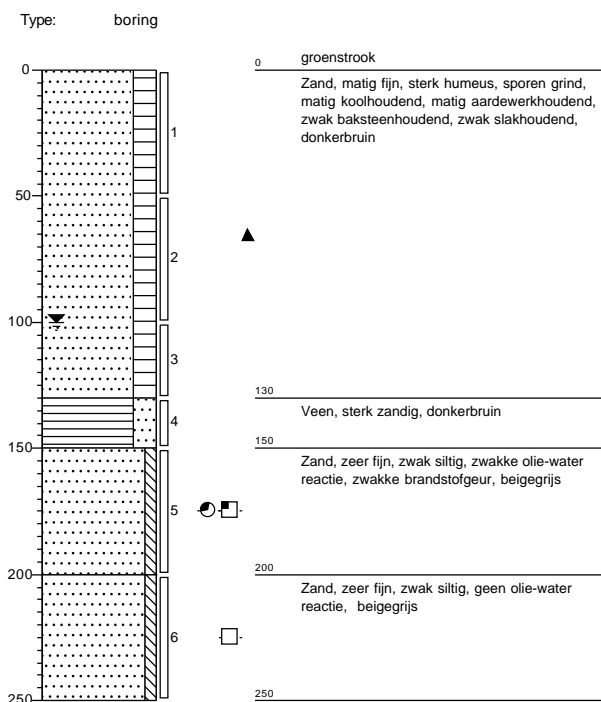 Type: boring
0
50
100
150
200
250
1
2
3
4
5
6
0
groenstrook
Zand, matig fijn, sterk humeus, sporen grind,
matig koolhoudend, matig aardewerkhoudend,
zwak baksteenhoudend, zwak slakhoudend,
donkerbruin
130
Veen, sterk zandig, donkerbruin
150
Zand, zeer fijn, zwak siltig, zwakke olie-water
reactie, zwakke brandstofgeur, beigegrijs
200
Zand, zeer fijn, zwak siltig, geen olie-water
reactie, beigegrijs
250